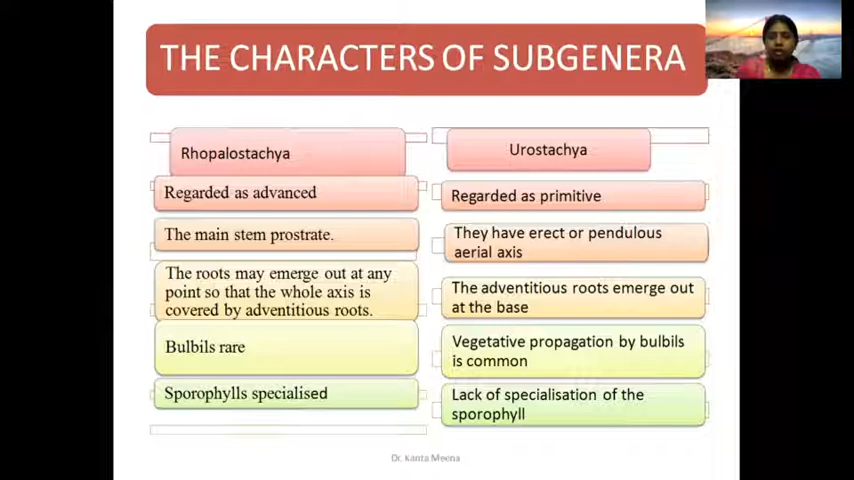 THE CHARACTERS OF SUBGENERA
Rhopalostachya
Regarded as advanced
The main stem prostrate.
The roots may emerge out at any
point so that the whole axis is
covered by adventitious roots.
Bulbils rare
Sporophylls specialised
Urostachya
Regarded as primitive
They have erect or pendulous
aerial axis
The adventitious roots emerge out
at the base
Vegetative propagation by bulbils
is common
Lack of specialisation of the
sporophyll
Dr. Kanta Meena